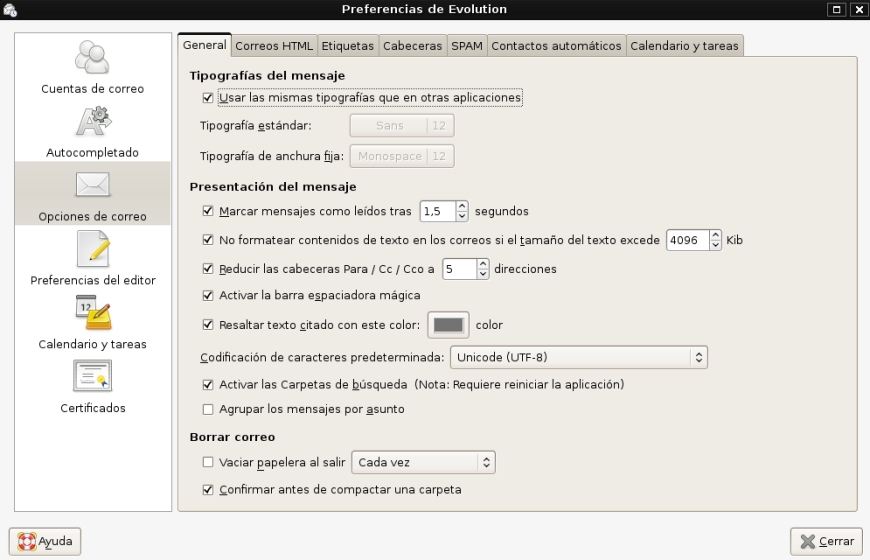 Preferencias de Evolution
Cuentas de correo
Autocompletado
Opciones de correo
Preferencias del editor
12
Calendario y tareas
Certificados
General Correos HTML Etiquetas Cabeceras SPAM Contactos automáticos Calendario y tareas
Tipografías del mensaje
Usar las mismas tipografías que en otras aplicaciones
Tipografía estándar: Sans 12
Tipografía de anchura fija: Monospace 12
Presentación del mensaje
Marcar mensajes como leídos tras 1,5 segundos
No formatear contenidos de texto en los correos si el tamaño del texto excede 4096 Kib
Reducir las cabeceras Para / Cc / Cco a 5 direcciones
Activar la barra espaciadora mágica
Resaltar texto citado con este color: color
Codificación de caracteres predeterminada: Unicode (UTF-8)
Activar las Carpetas de búsqueda (Nota: Requiere reiniciar la aplicación)
Agrupar los mensajes por asunto
Borrar correo
Vaciar papelera al salir Cada vez
Confirmar antes de compactar una carpeta
Ayuda Cerrar